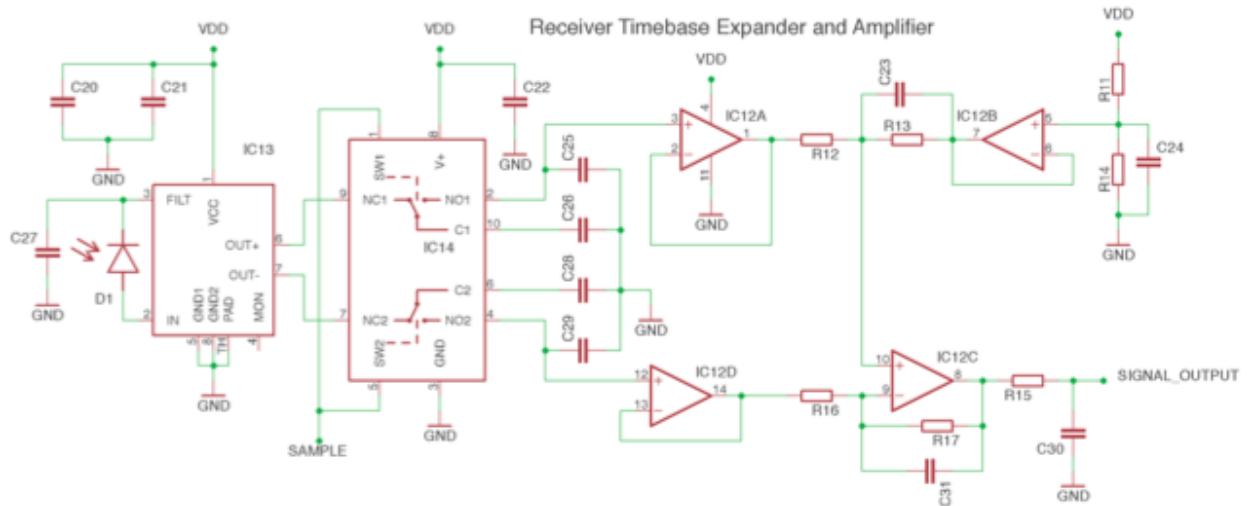 Receiver Timebase Expander and Amplifier
VDD
VDD
VDD
VDD
C20
C21
C22
C23
R11
IC13
GND
GND
1
8
V+
SW1
4
IC12A
3
2
1
11
GND
R12
R13
IC12B
7
5
6
C24
R14
GND
C25
C26
C28
C29
GND
3
FILT
VCC
1
C27
GND
D1
2
IN
OUT+
6
OUT-
7
GND1
GND2
PAD
MON
5
8
TH
4
GND
9
NC1
NO1
2
C1
10
IC14
C2
6
7
NC2
NO2
4
SW2
GND
5
3
GND
SAMPLE
12
13
IC12D
14
R16
10
9
IC12C
8
R15
SIGNAL_OUTPUT
R17
C31
C30
GND